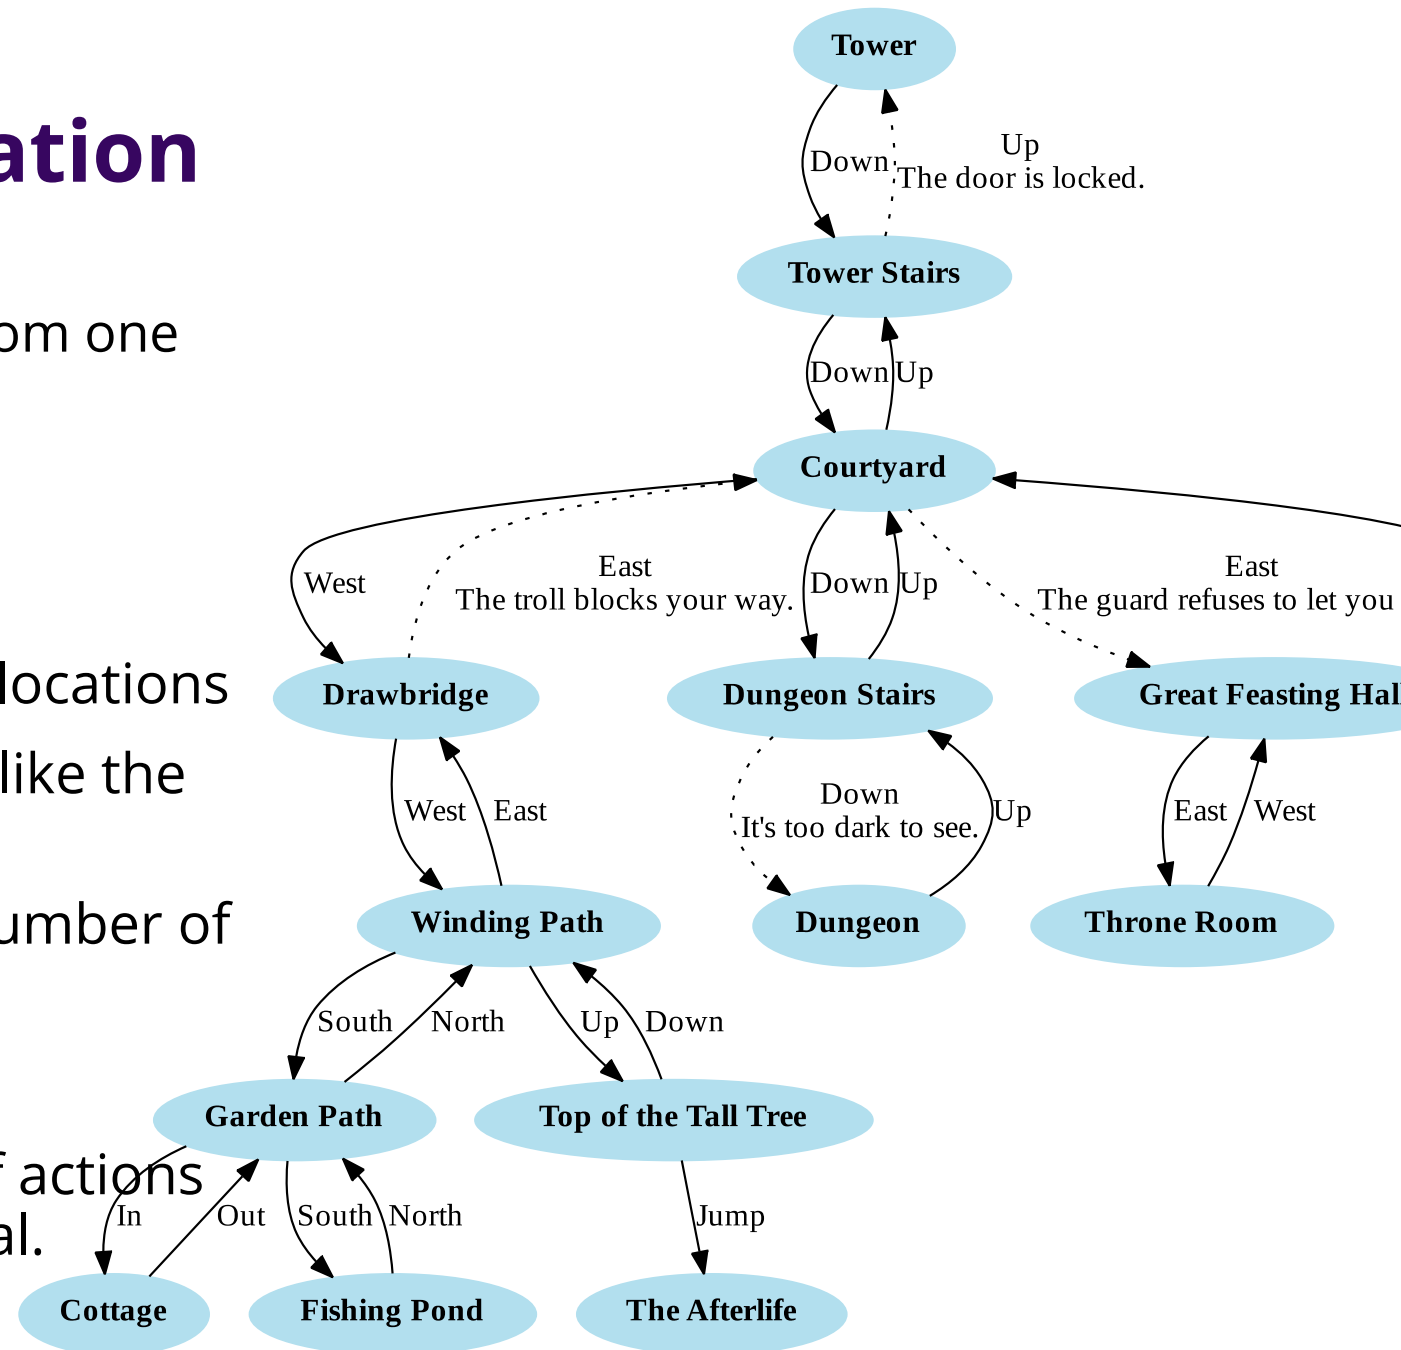 ation
om one
locations
like the
umber of
f actions
al.
Tower
Down
Up
The door is locked.
Tower Stairs
Down
Up
Courtyard
West
East
The troll blocks your way.
Down
Up
East
The guard refuses to let you
Drawbridge
Dungeon Stairs
Great Feasting Hall
West
East
Down
It's too dark to see.
Up
East
West
Winding Path
Dungeon
Throne Room
South
North
Up
Down
Garden Path
Top of the Tall Tree
In
Out
South
North
Jump
Cottage
Fishing Pond
The Afterlife